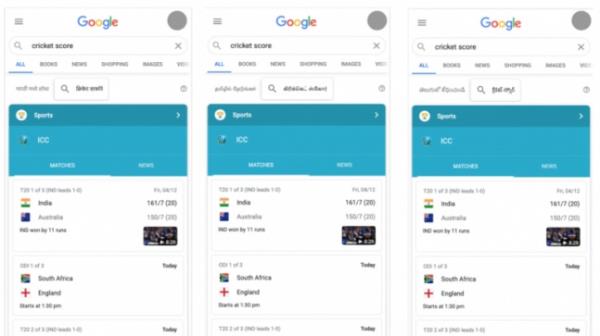 Google
cricket score
ALL BOOKS NEWS SHOPPING IMAGES
Sports
ICC
MATCHES NEWS
T20 1 of 3 (IND leads 1-0) Fri, 04/12
India 161/7 (20)
Australia 150/7 (20)
IND won by 11 runs
ODI 1 of 3 Today
South Africa
England
Starts at 1:30 pm
T20 2 of 3 (IND leads 1-0) Today
Google
cricket score
ALL BOOKS NEWS SHOPPING IMAGES
கிரிக்கெட் ஸ்கோர்
Sports
ICC
MATCHES NEWS
T20 1 of 3 (IND leads 1-0) Fri, 04/12
India 161/7 (20)
Australia 150/7 (20)
IND won by 11 runs
ODI 1 of 3 Today
South Africa
England
Starts at 1:30 pm
T20 2 of 3 (IND leads 1-0) Today
Google
cricket score
ALL BOOKS NEWS SHOPPING IMAGES
Sports
ICC
MATCHES NEWS
T20 1 of 3 (IND leads 1-0) Fri, 04/12
India 161/7 (20)
Australia 150/7 (20)
IND won by 11 runs
ODI 1 of 3 Today
South Africa
England
Starts at 1:30 pm
T20 2 of 3 (IND leads 1-0) Today